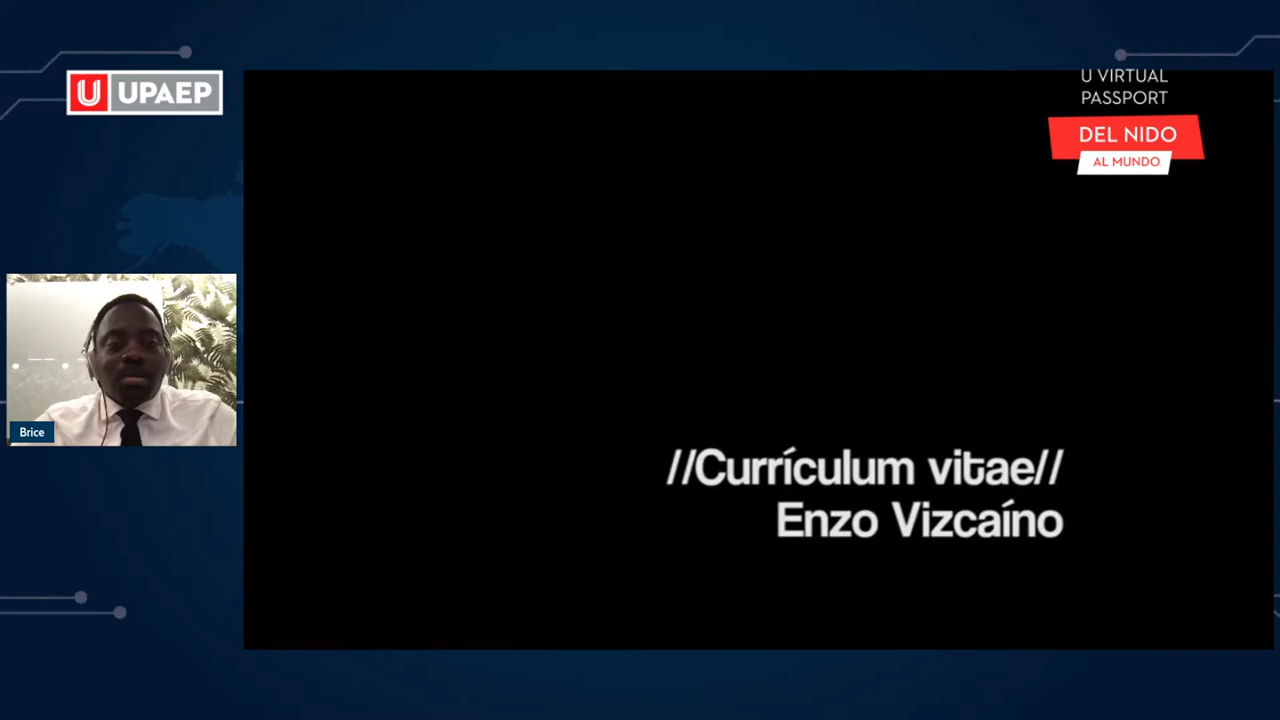 U UPAEP
U VIRTUAL
PASSPORT
DEL NIDO
AL MUNDO
Brice
//Currículum vitae//
Enzo Vizcaíno